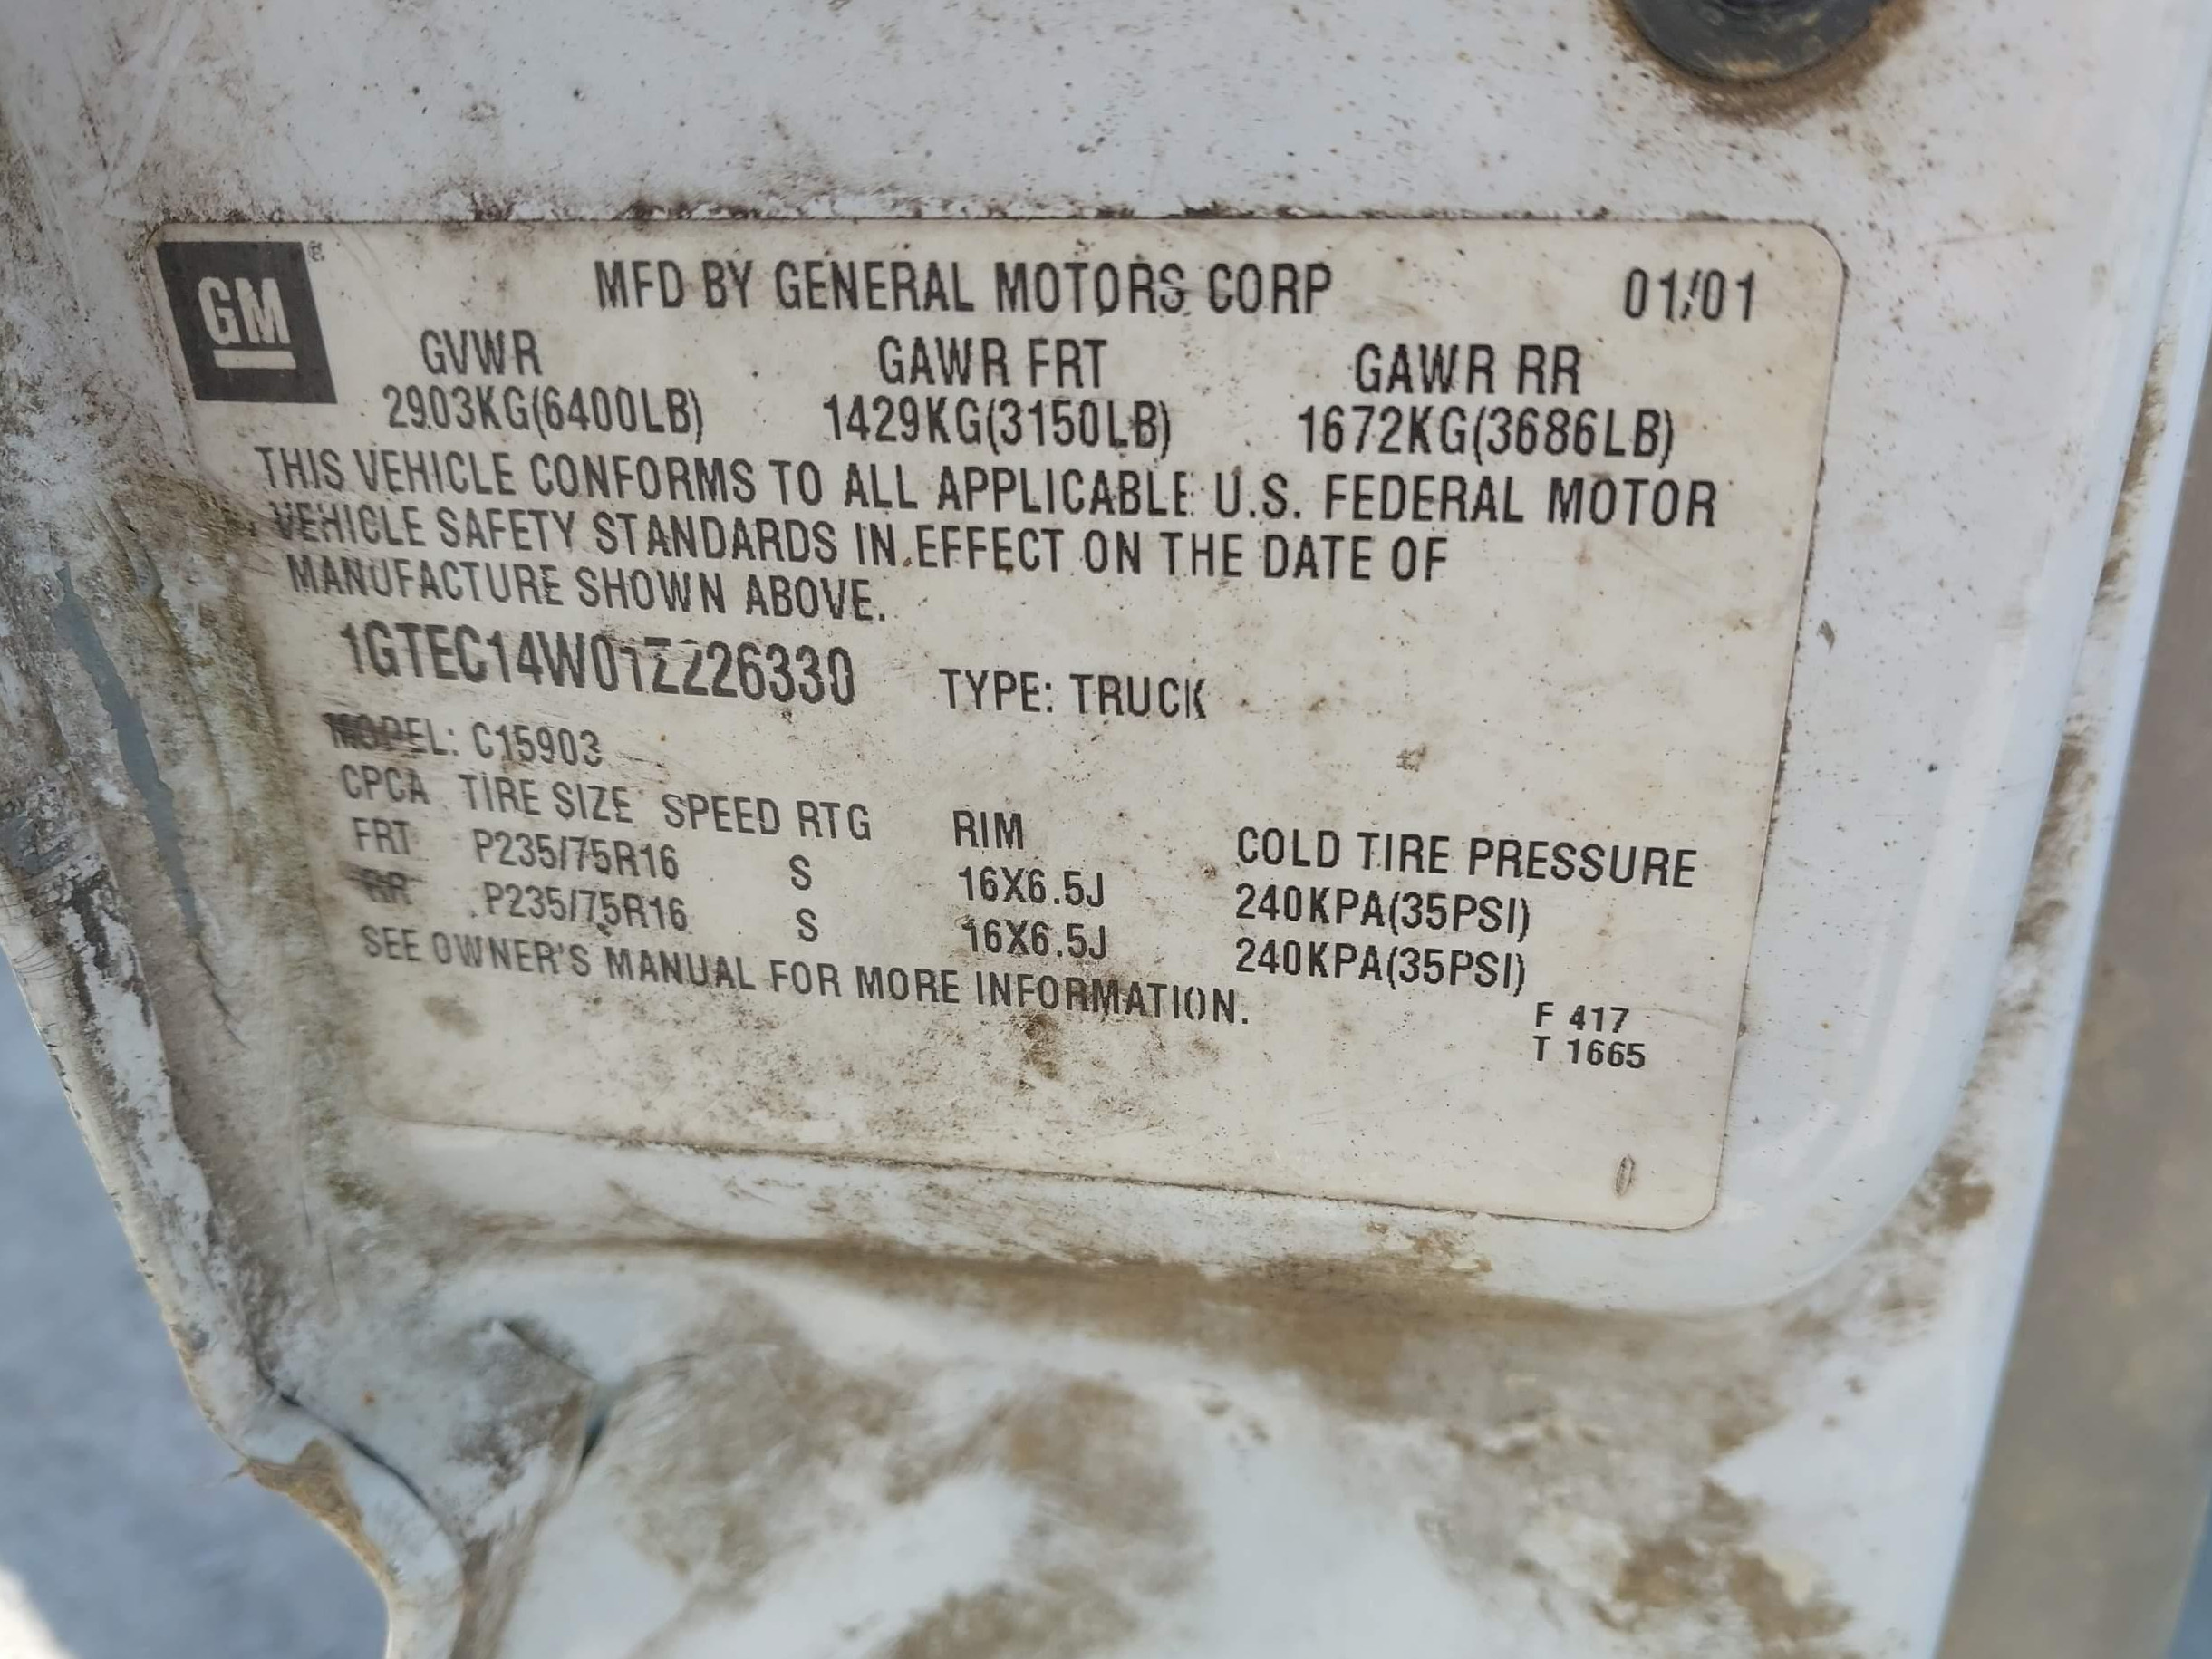 GM ®
MFD BY GENERAL MOTORS CORP 01/01
GVWR GAWR FRT GAWR RR
2903KG(6400LB) 1429KG(3150LB) 1672KG(3686LB)
THIS VEHICLE CONFORMS TO ALL APPLICABLE U.S. FEDERAL MOTOR
VEHICLE SAFETY STANDARDS IN EFFECT ON THE DATE OF
MANUFACTURE SHOWN ABOVE.
1GTEC14W01Z226330 TYPE: TRUCK
MODEL: C15903
CPCA TIRE SIZE SPEED RTG RIM COLD TIRE PRESSURE
FRT P235/75R16 S 16X6.5J 240KPA(35PSI)
RR P235/75R16 S 16X6.5J 240KPA(35PSI)
SEE OWNER'S MANUAL FOR MORE INFORMATION.
F 417
T 1665
0